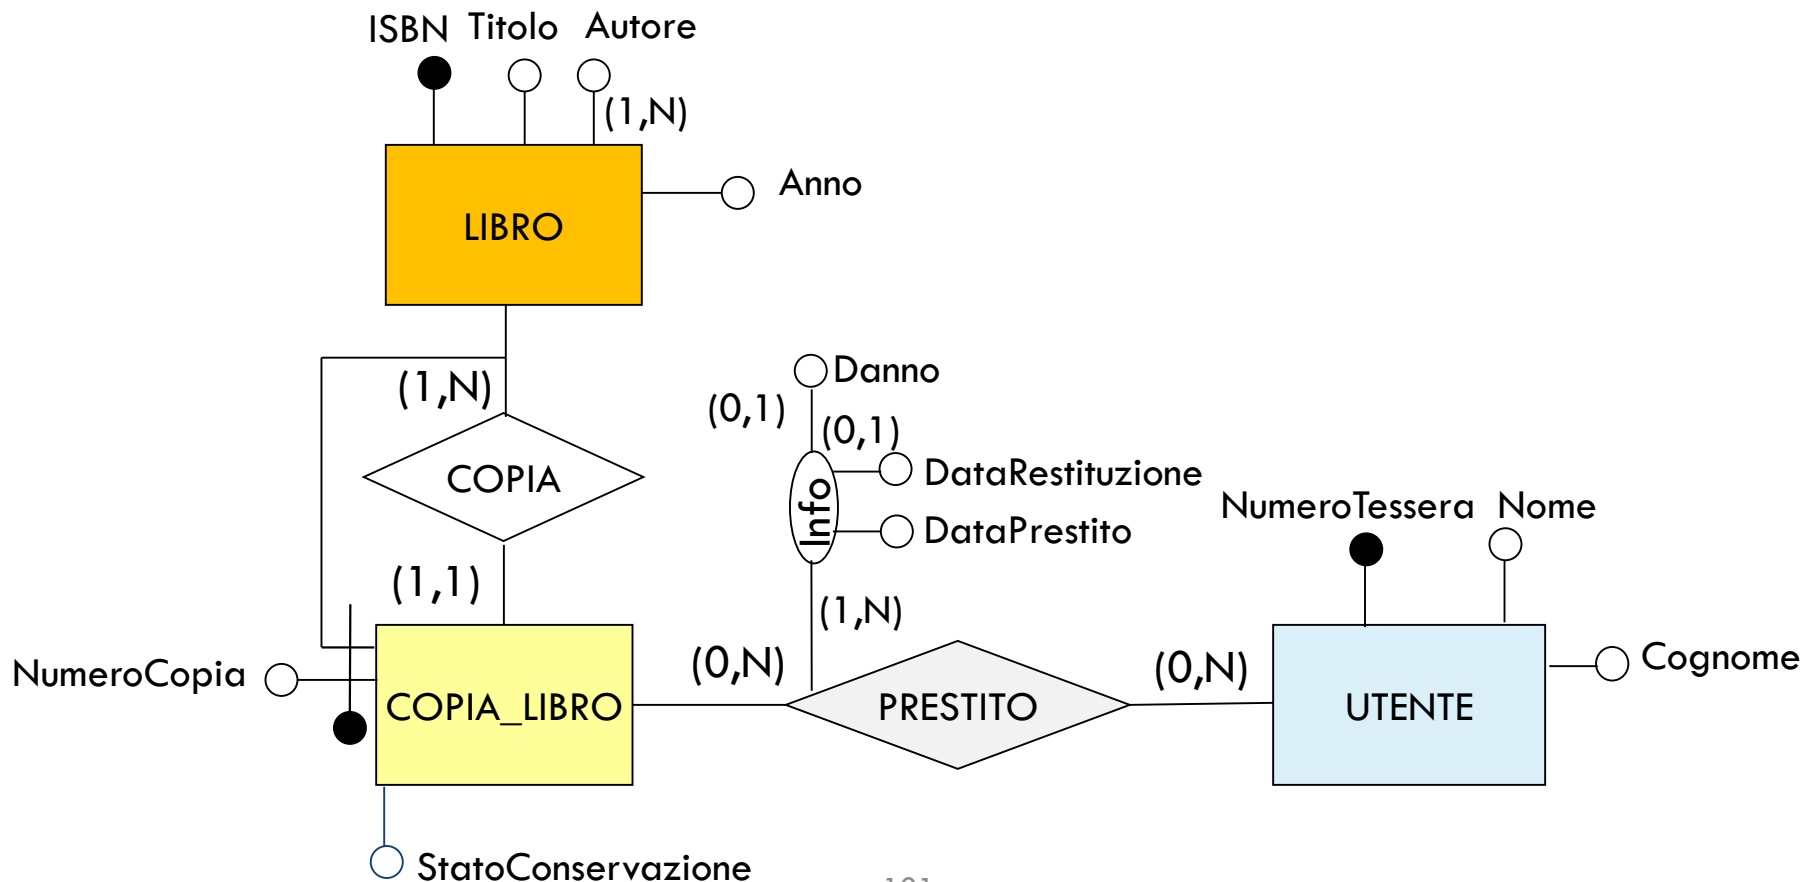 ISBN Titolo Autore
(1,N)
Anno
LIBRO
(1,N)
COPIA
(1,1)
Danno
(0,1)
(0,1)
DataRestituzione
Info
DataPrestito
(1,N)
NumeroTessera Nome
NumeroCopia
COPIA_LIBRO
(0,N)
PRESTITO
(0,N)
UTENTE
Cognome
StatoConservazione